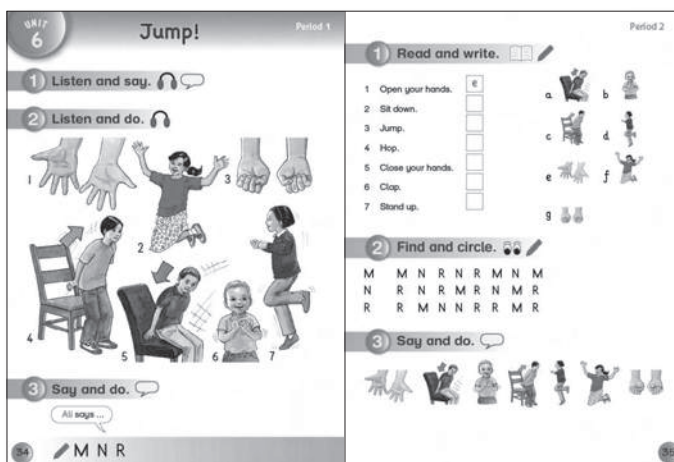 UNIT 6
Jump!
Period 1
1 Listen and say.
2 Listen and do.
1
3
2
4
5
6
7
3 Say and do.
Ali says ...
34
M N R
Period 2
1 Read and write.
1 Open your hands. e
2 Sit down.
3 Jump.
4 Hop.
5 Close your hands.
6 Clap.
7 Stand up.
a b
c d
e f
g
2 Find and circle.
M M N R N R M N M
N R N R M R N M R
R R M N N R R M R
3 Say and do.
35